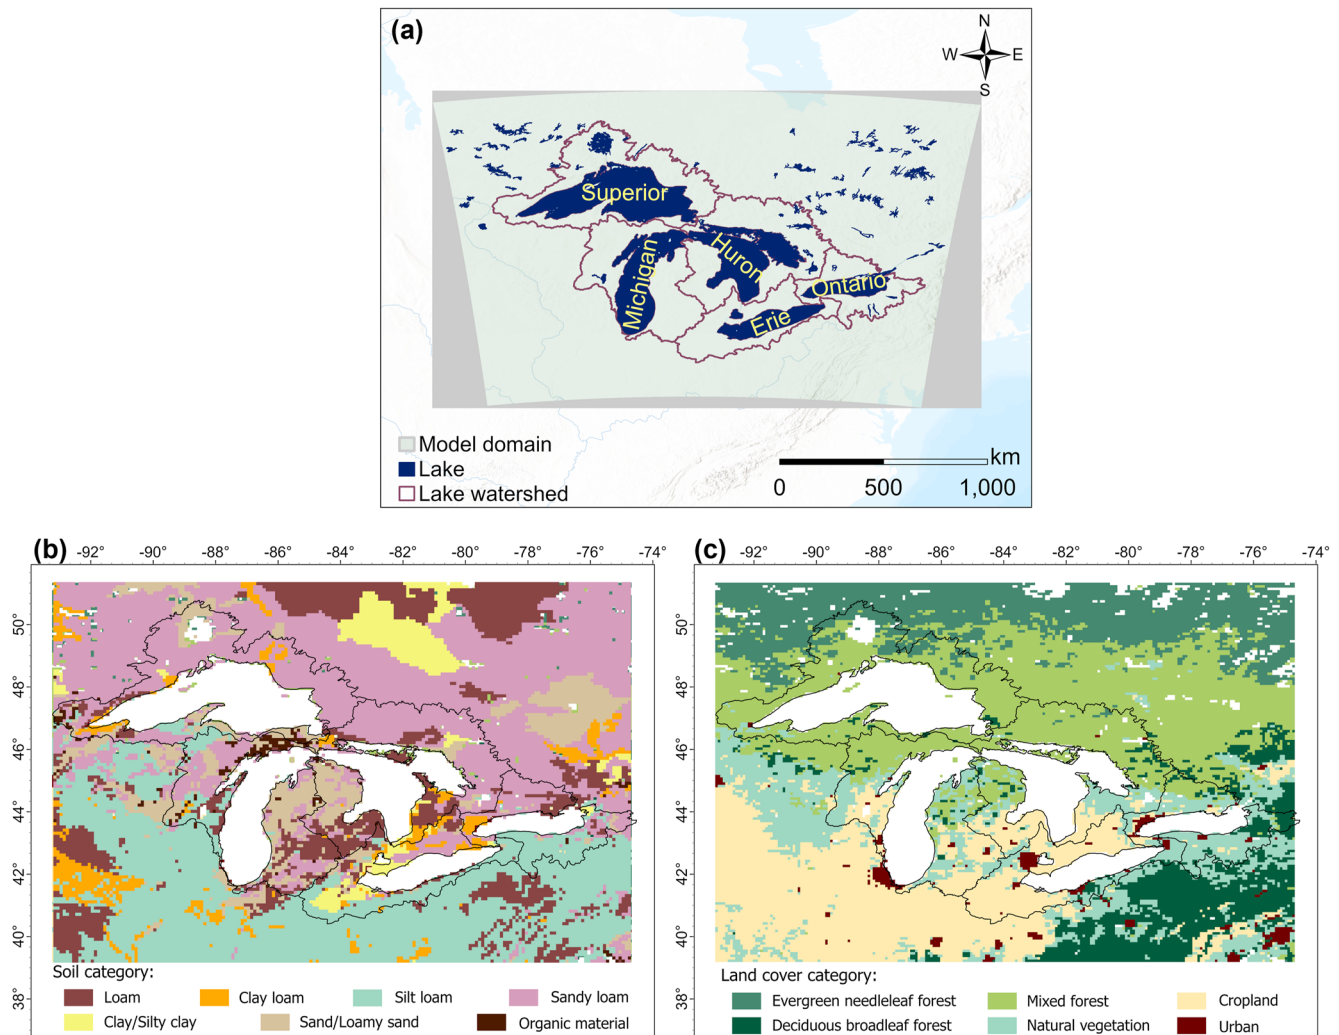 (a)
N
W E
S
Superior
Michigan
Huron
Ontario
Erie
Model domain
Lake
Lake watershed
km
0 500 1,000
(b)
-92° -90° -88° -86° -84° -82° -80° -78° -76° -74°
50°
48°
46°
44°
42°
40°
38°
Soil category:
Loam Clay loam Silt loam Sandy loam
Clay/Silty clay Sand/Loamy sand Organic material
(c)
-92° -90° -88° -86° -84° -82° -80° -78° -76° -74°
50°
48°
46°
44°
42°
40°
38°
Land cover category:
Evergreen needleleaf forest Mixed forest Cropland
Deciduous broadleaf forest Natural vegetation Urban